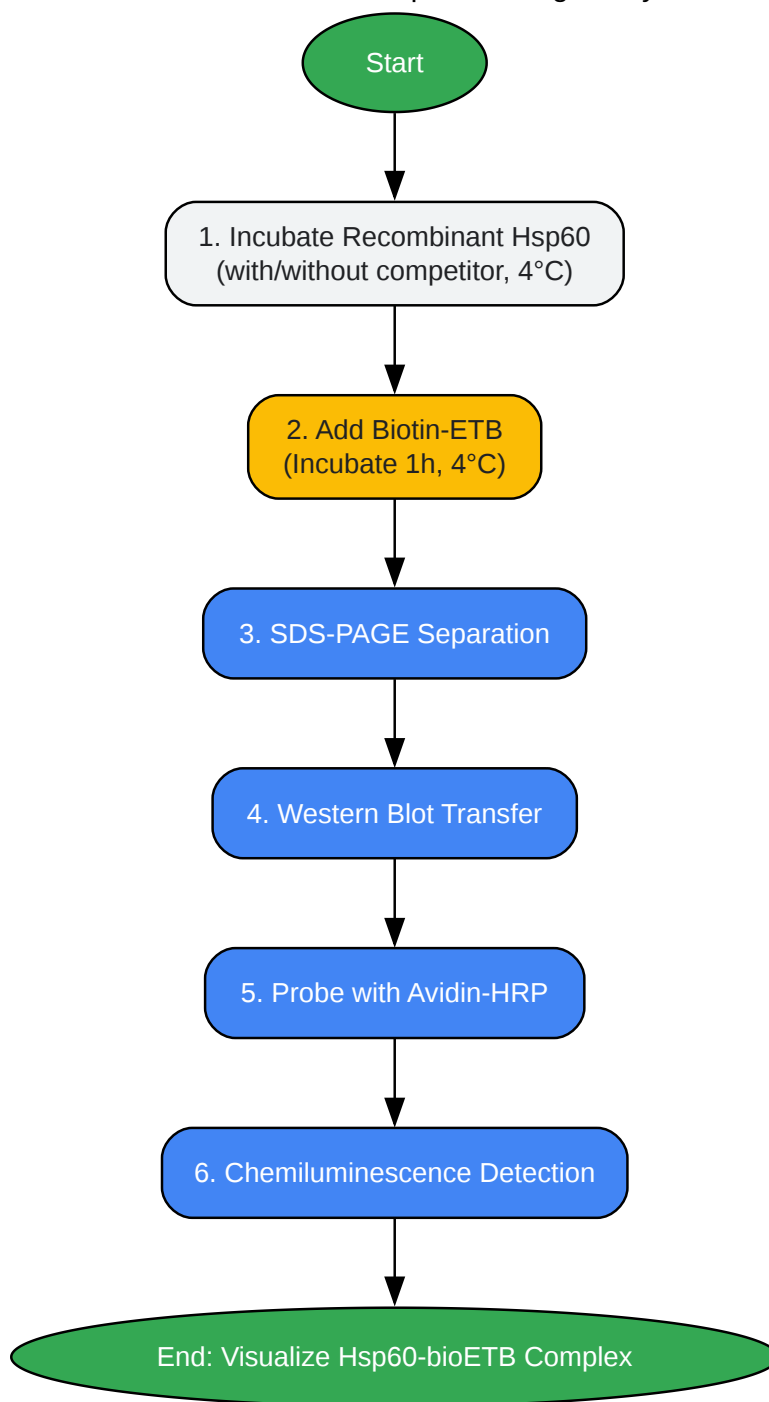 Start
1. Incubate Recombinant Hsp60
(with/without competitor, 4°C)
2. Add Biotin-ETB
(Incubate 1h, 4°C)
3. SDS-PAGE Separation
4. Western Blot Transfer
5. Probe with Avidin-HRP
6. Chemiluminescence Detection
End: Visualize Hsp60-bioETB Complex